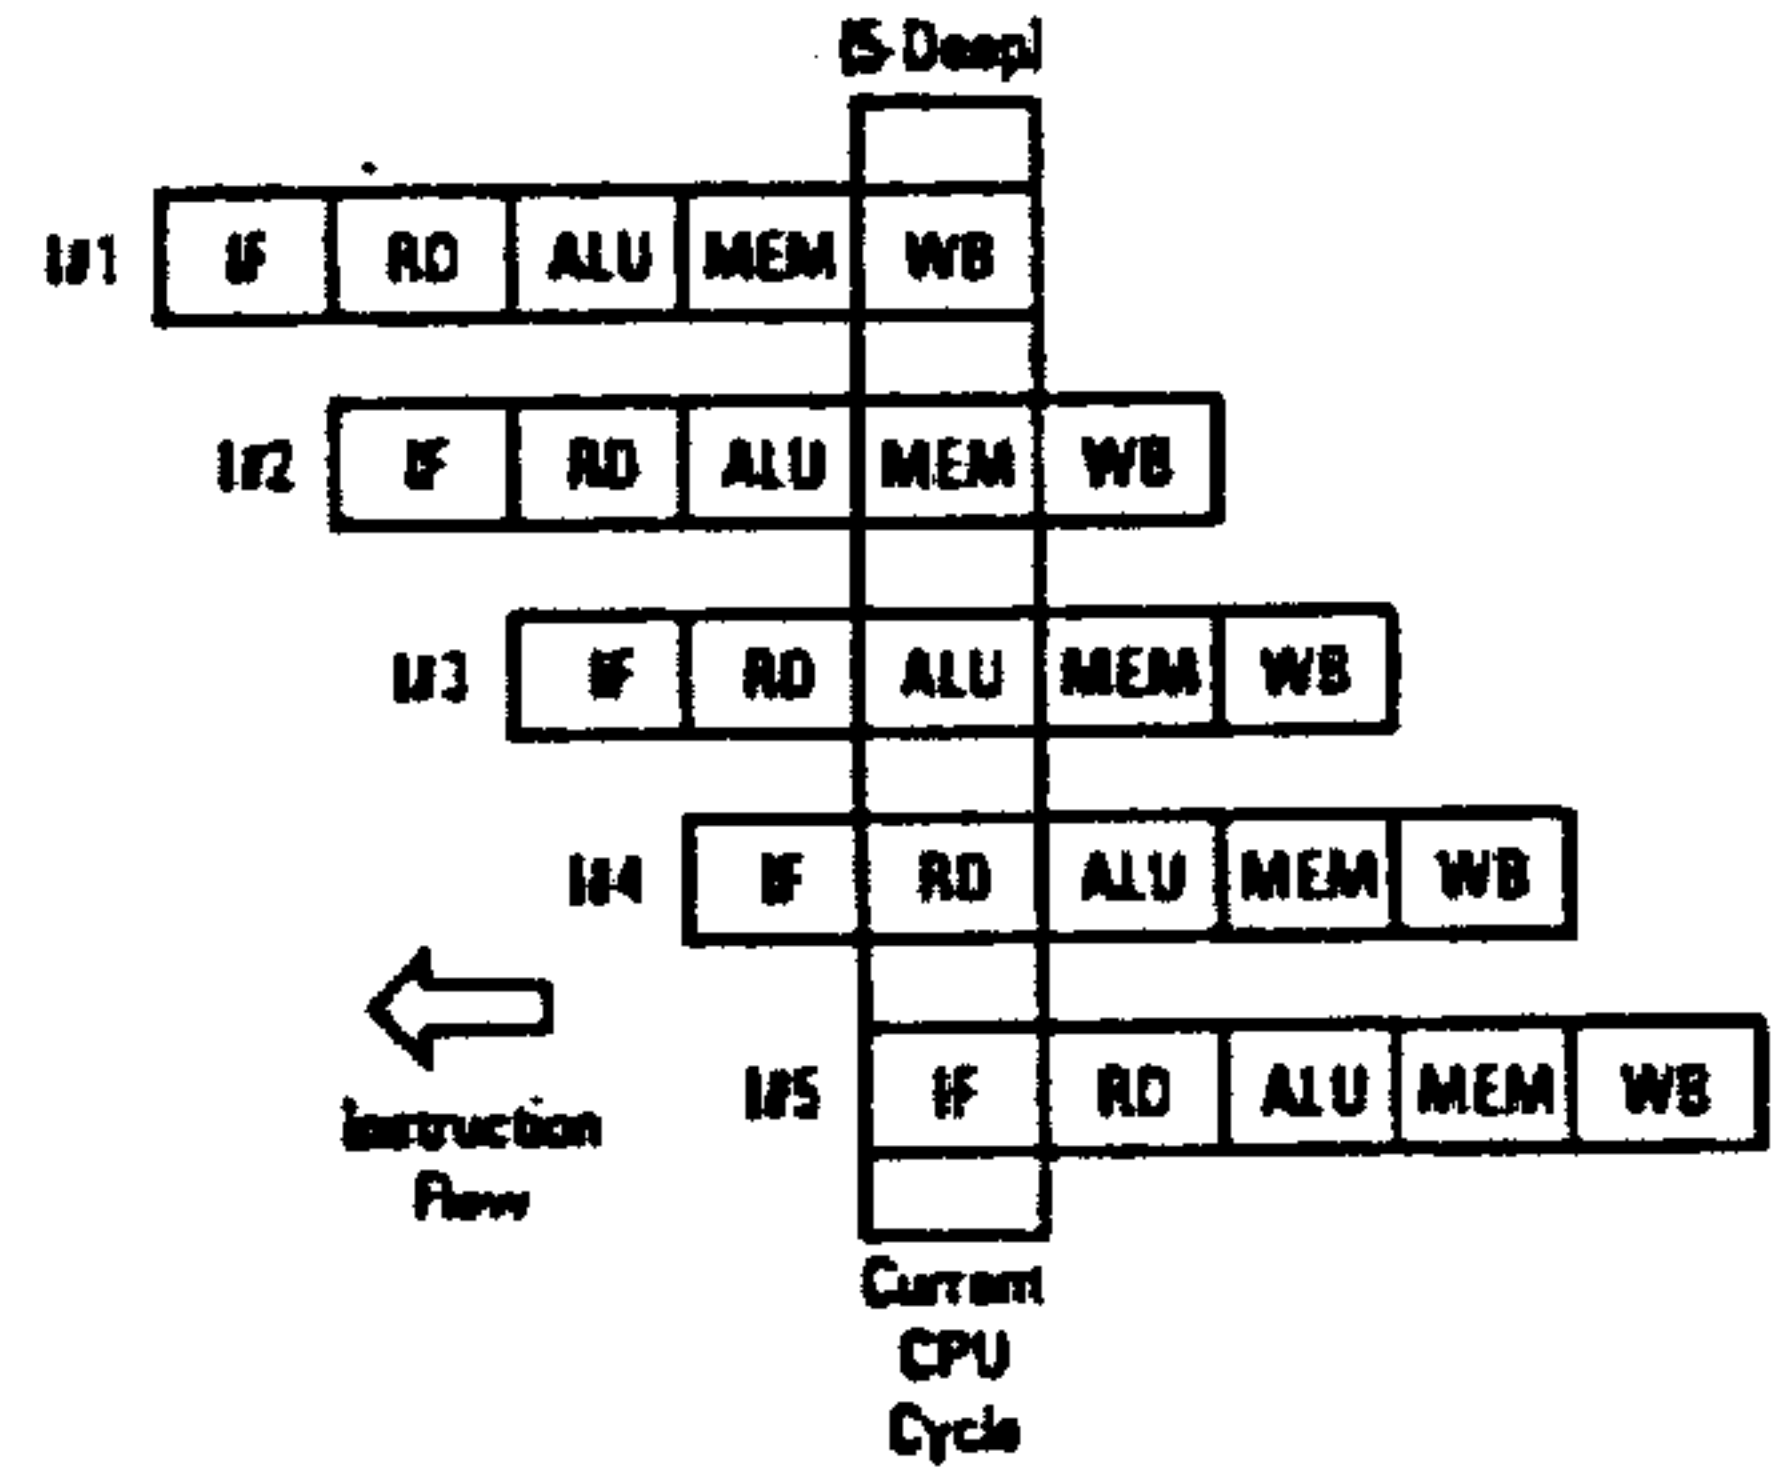 [5-Deep]
I#1 IF RD ALU MEM WB
I#2 IF RD ALU MEM WB
I#3 IF RD ALU MEM WB
I#4 IF RD ALU MEM WB
I#5 IF RD ALU MEM WB
Instruction
Flow
Current
CPU
Cycle